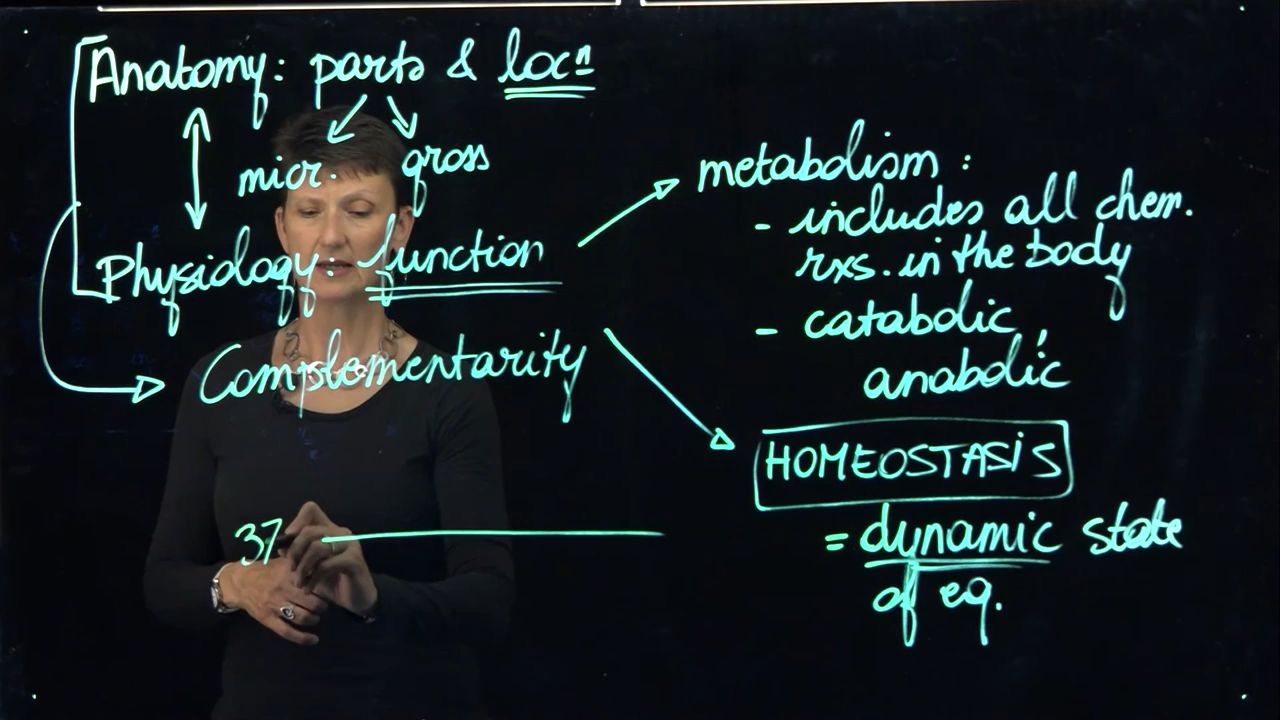 Anatomy: parts & locⁿ
micr. gross
Physiology: function
Complementarity
37
metabolism :
- includes all chem.
rxs. in the body
- catabolic,
anabolic
HOMEOSTASIS
= dynamic state
of eq.